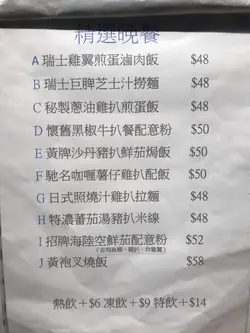 精選晚餐
A 瑞士雞翼煎蛋滷肉飯 $48
B 瑞士巨脾芝士汁撈麵 $48
C 秘製蔥油雞扒煎蛋飯 $48
D 懷舊黑椒牛扒餐配意粉 $50
E 黃牌沙丹豬扒鮮茄焗飯 $50
F 馳名咖喱薯仔雞扒配飯 $50
G 日式照燒汁雞扒拉麵 $48
H 特濃蕃茄湯豬扒米線 $48
I 招牌海陸空鮮茄配意粉 $52
J 黃袍叉燒飯 $58
熱飲+$6 凍飲+$9 特飲+$14